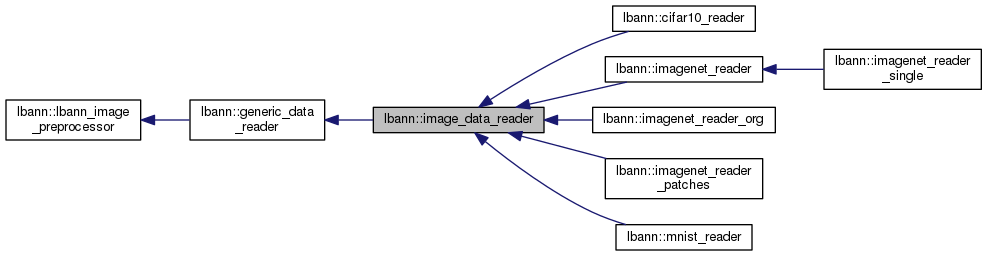 lbann::cifar10_reader
lbann::imagenet_reader
lbann::imagenet_reader
_single
lbann::lbann_image
_preprocessor
lbann::generic_data
_reader
lbann::image_data_reader
lbann::imagenet_reader_org
lbann::imagenet_reader
_patches
lbann::mnist_reader